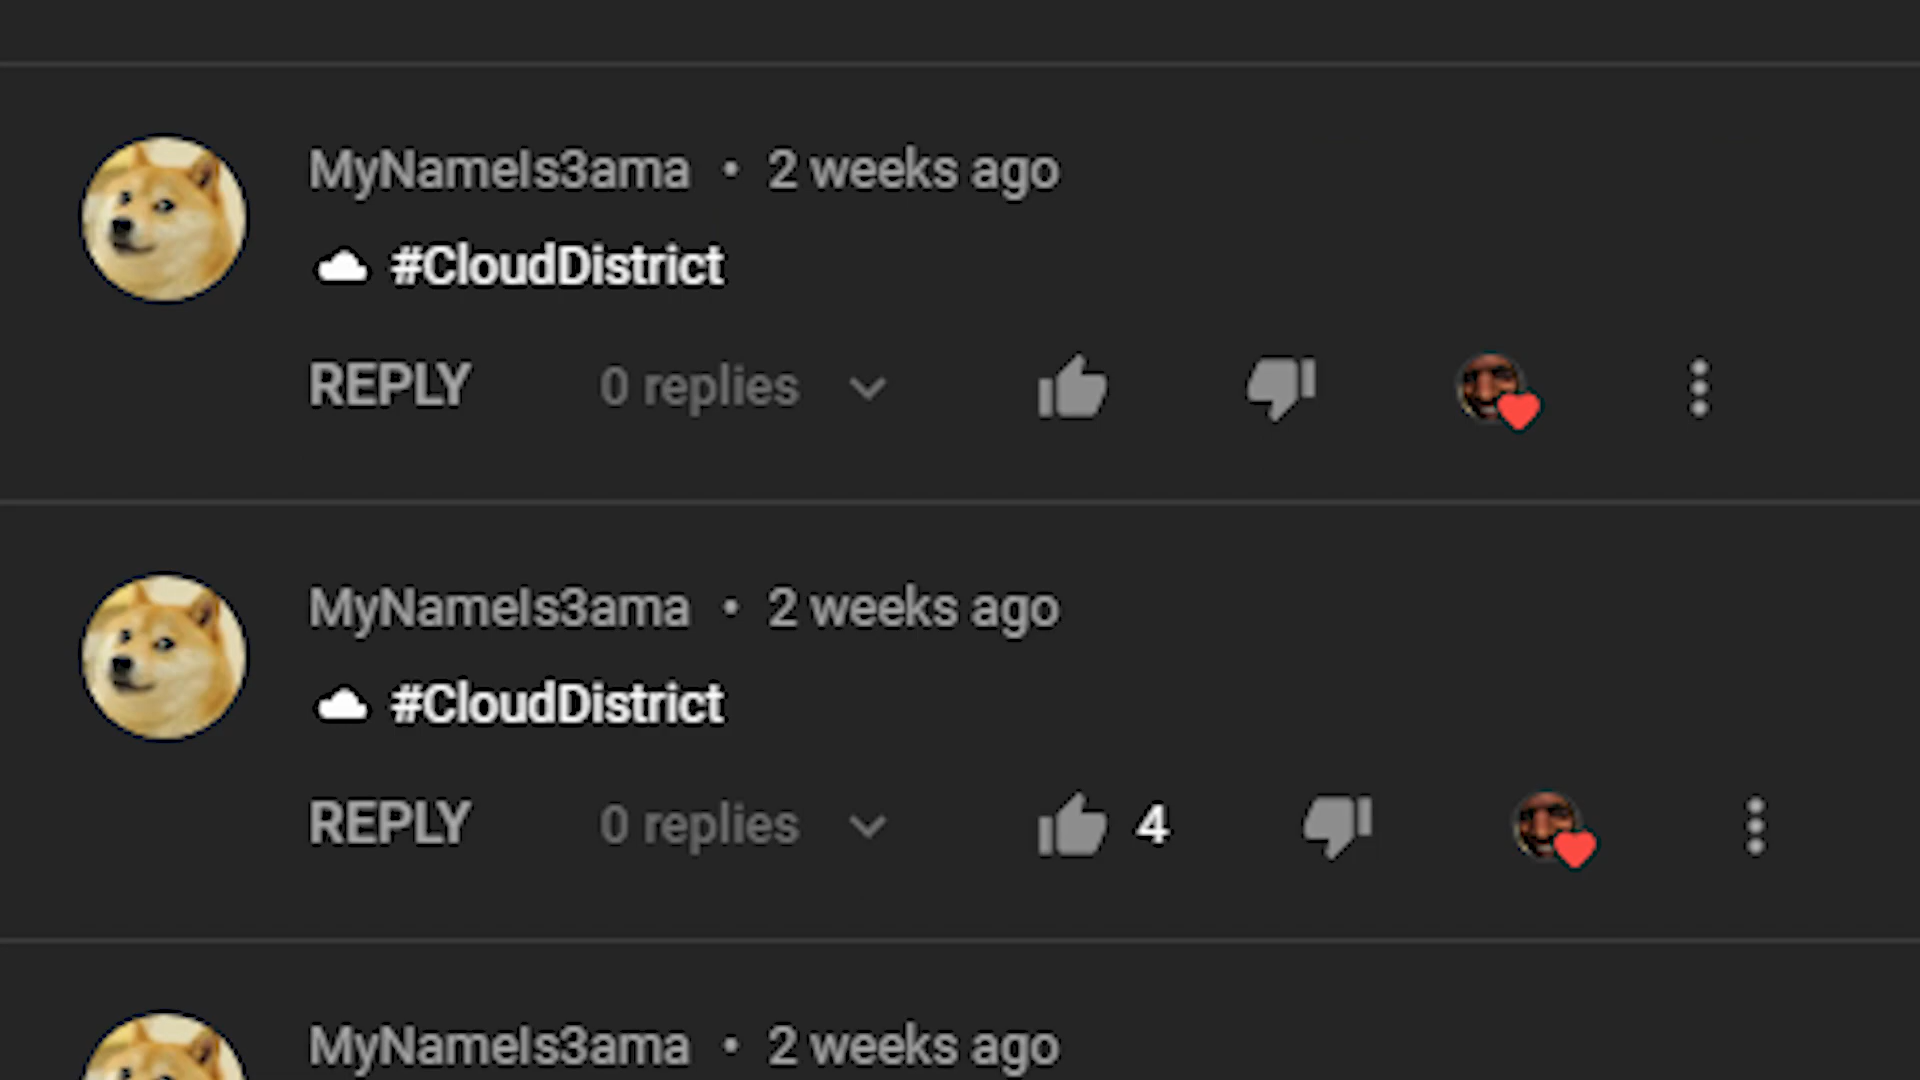 MyNameIs3ama • 2 weeks ago
☁ #CloudDistrict
REPLY 0 replies
MyNameIs3ama • 2 weeks ago
☁ #CloudDistrict
REPLY 0 replies 4
MyNameIs3ama • 2 weeks ago